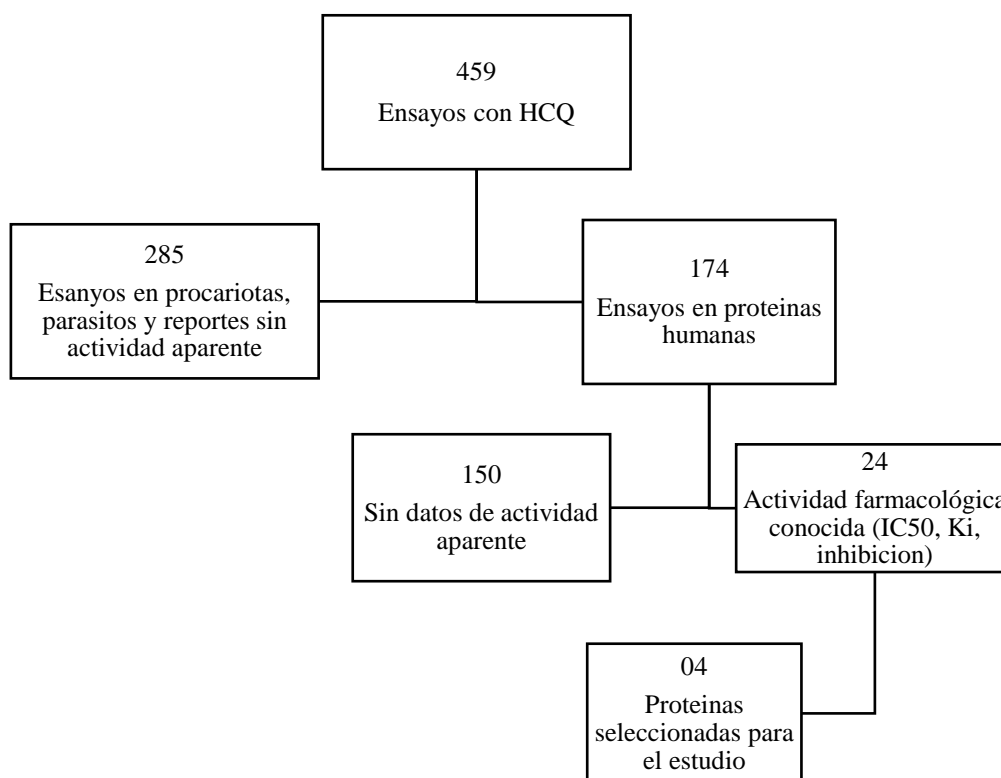 459
Ensayos con HCQ
285
Esanyos en procariotas,
parasitos y reportes sin
actividad aparente
174
Ensayos en proteinas
humanas
150
Sin datos de actividad
aparente
24
Actividad farmacológica
conocida (IC50, Ki,
inhibicion)
04
Proteinas
seleccionadas para
el estudio